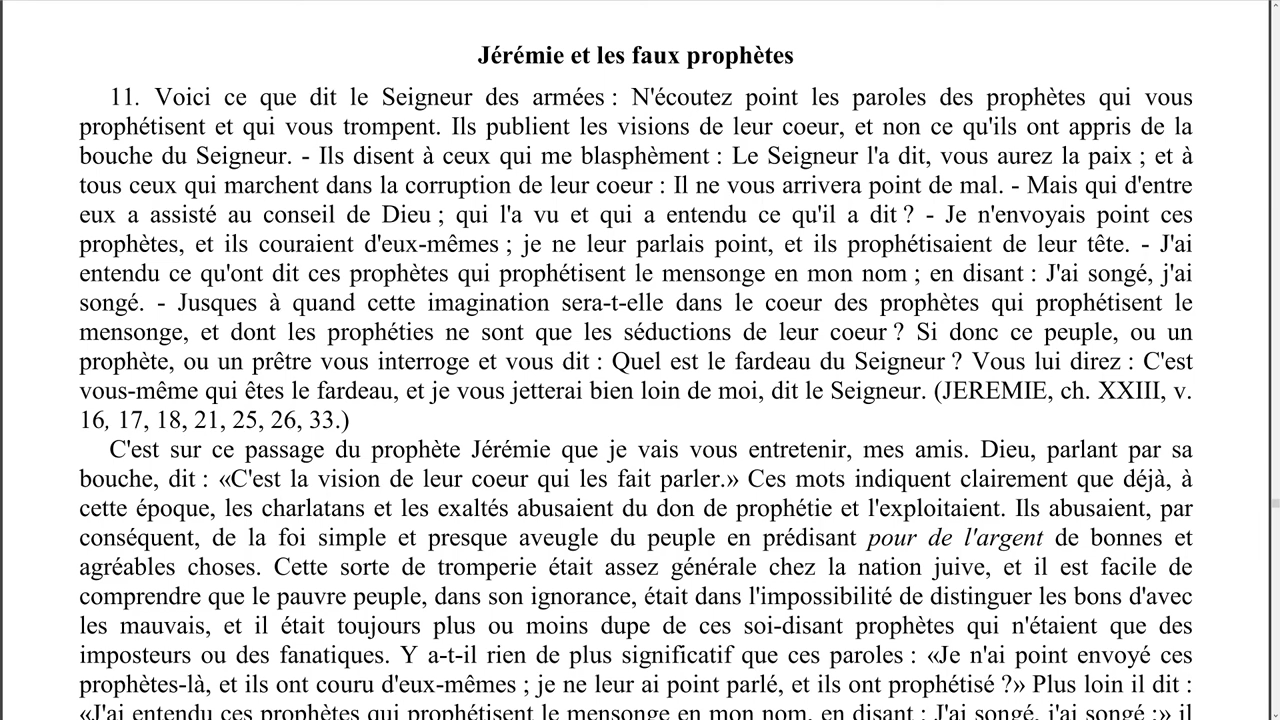 Jérémie et les faux prophètes
11. Voici ce que dit le Seigneur des armées : N'écoutez point les paroles des prophètes qui vous
prophétisent et qui vous trompent. Ils publient les visions de leur coeur, et non ce qu'ils ont appris de la
bouche du Seigneur. - Ils disent à ceux qui me blasphèment : Le Seigneur l'a dit, vous aurez la paix ; et à
tous ceux qui marchent dans la corruption de leur coeur : Il ne vous arrivera point de mal. - Mais qui d'entre
eux a assisté au conseil de Dieu ; qui l'a vu et qui a entendu ce qu'il a dit ? - Je n'envoyais point ces
prophètes, et ils couraient d'eux-mêmes ; je ne leur parlais point, et ils prophétisaient de leur tête. - J'ai
entendu ce qu'ont dit ces prophètes qui prophétisent le mensonge en mon nom ; en disant : J'ai songé, j'ai
songé. - Jusques à quand cette imagination sera-t-elle dans le coeur des prophètes qui prophétisent le
mensonge, et dont les prophéties ne sont que les séductions de leur coeur ? Si donc ce peuple, ou un
prophète, ou un prêtre vous interroge et vous dit : Quel est le fardeau du Seigneur ? Vous lui direz : C'est
vous-même qui êtes le fardeau, et je vous jetterai bien loin de moi, dit le Seigneur. (JEREMIE, ch. XXIII, v.
16, 17, 18, 21, 25, 26, 33.)
C'est sur ce passage du prophète Jérémie que je vais vous entretenir, mes amis. Dieu, parlant par sa
bouche, dit : «C'est la vision de leur coeur qui les fait parler.» Ces mots indiquent clairement que déjà, à
cette époque, les charlatans et les exaltés abusaient du don de prophétie et l'exploitaient. Ils abusaient, par
conséquent, de la foi simple et presque aveugle du peuple en prédisant pour de l'argent de bonnes et
agréables choses. Cette sorte de tromperie était assez générale chez la nation juive, et il est facile de
comprendre que le pauvre peuple, dans son ignorance, était dans l'impossibilité de distinguer les bons d'avec
les mauvais, et il était toujours plus ou moins dupe de ces soi-disant prophètes qui n'étaient que des
imposteurs ou des fanatiques. Y a-t-il rien de plus significatif que ces paroles : «Je n'ai point envoyé ces
prophètes-là, et ils ont couru d'eux-mêmes ; je ne leur ai point parlé, et ils ont prophétisé ?» Plus loin il dit :
«J'ai entendu ces prophètes qui prophétisent le mensonge en mon nom, en disant : J'ai songé, j'ai songé ;» il